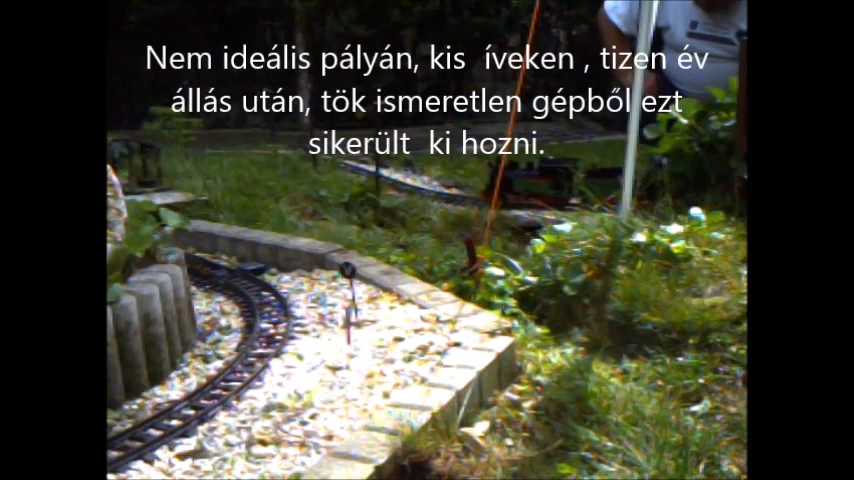 Nem ideális pályán, kis  íveken , tizen év
állás után, tök ismeretlen gépből ezt
sikerült  ki hozni.